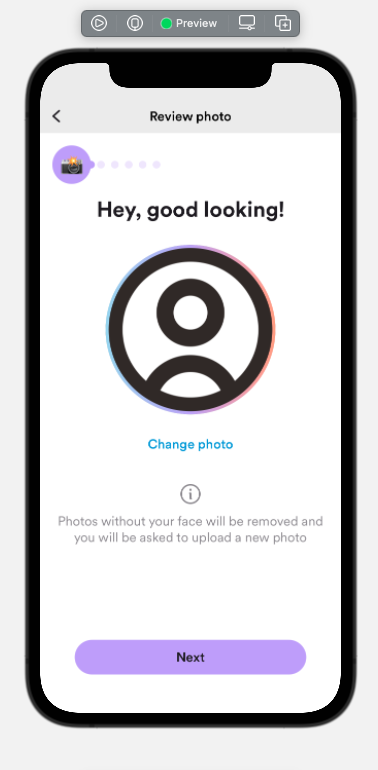 Preview
Review photo
Hey, good looking!
Change photo
Photos without your face will be removed and
you will be asked to upload a new photo
Next